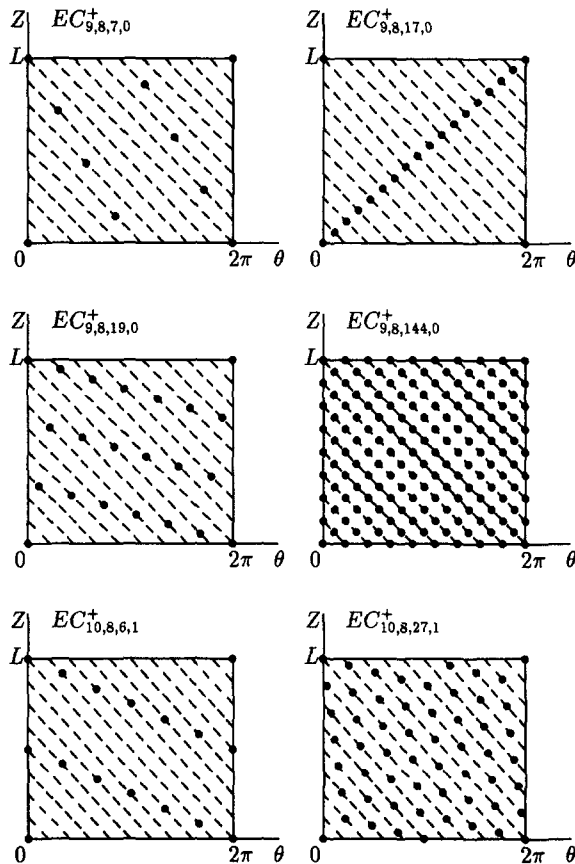 Z EC⁺₉,₈,₇,₀
L
0 2π θ
Z EC⁺₉,₈,₁₇,₀
L
0 2π θ
Z EC⁺₉,₈,₁₉,₀
L
0 2π θ
Z EC⁺₉,₈,₁₄₄,₀
L
0 2π θ
Z EC⁺₁₀,₈,₆,₁
L
0 2π θ
Z EC⁺₁₀,₈,₂₇,₁
L
0 2π θ